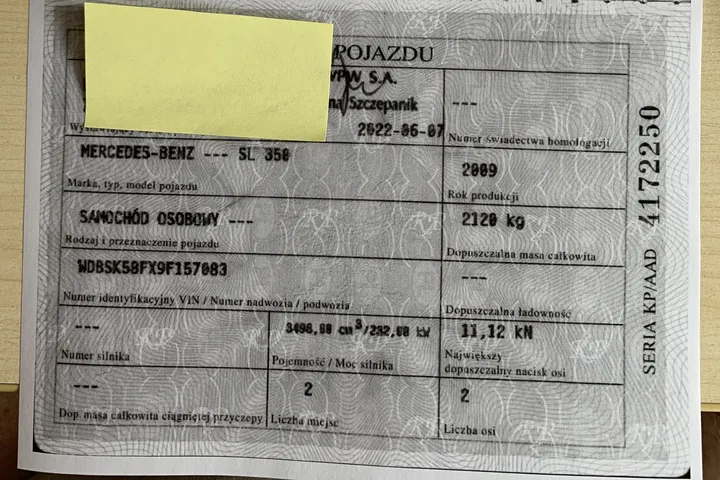 POJAZDU
S.A.
Szczepanik
2022-06-07
---
Numer świadectwa homologacji
MERCEDES-BENZ --- SL 350
Marka, typ, model pojazdu
2009
Rok produkcji
SAMOCHÓD OSOBOWY ---
Rodzaj i przeznaczenie pojazdu
2120 kg
Dopuszczalna masa całkowita
WDBSK58FX9F157083
Numer identyfikacyjny VIN / Numer nadwozia / podwozia
---
Dopuszczalna ładowność
---
Numer silnika
3498,00 cm³/232,00 kW
Pojemność / Moc silnika
11,12 kN
Największy
dopuszczalny nacisk osi
---
Dop. masa całkowita ciągniętej przyczepy
2
Liczba miejsc
2
Liczba osi
SERIA KP/AAD 4172250